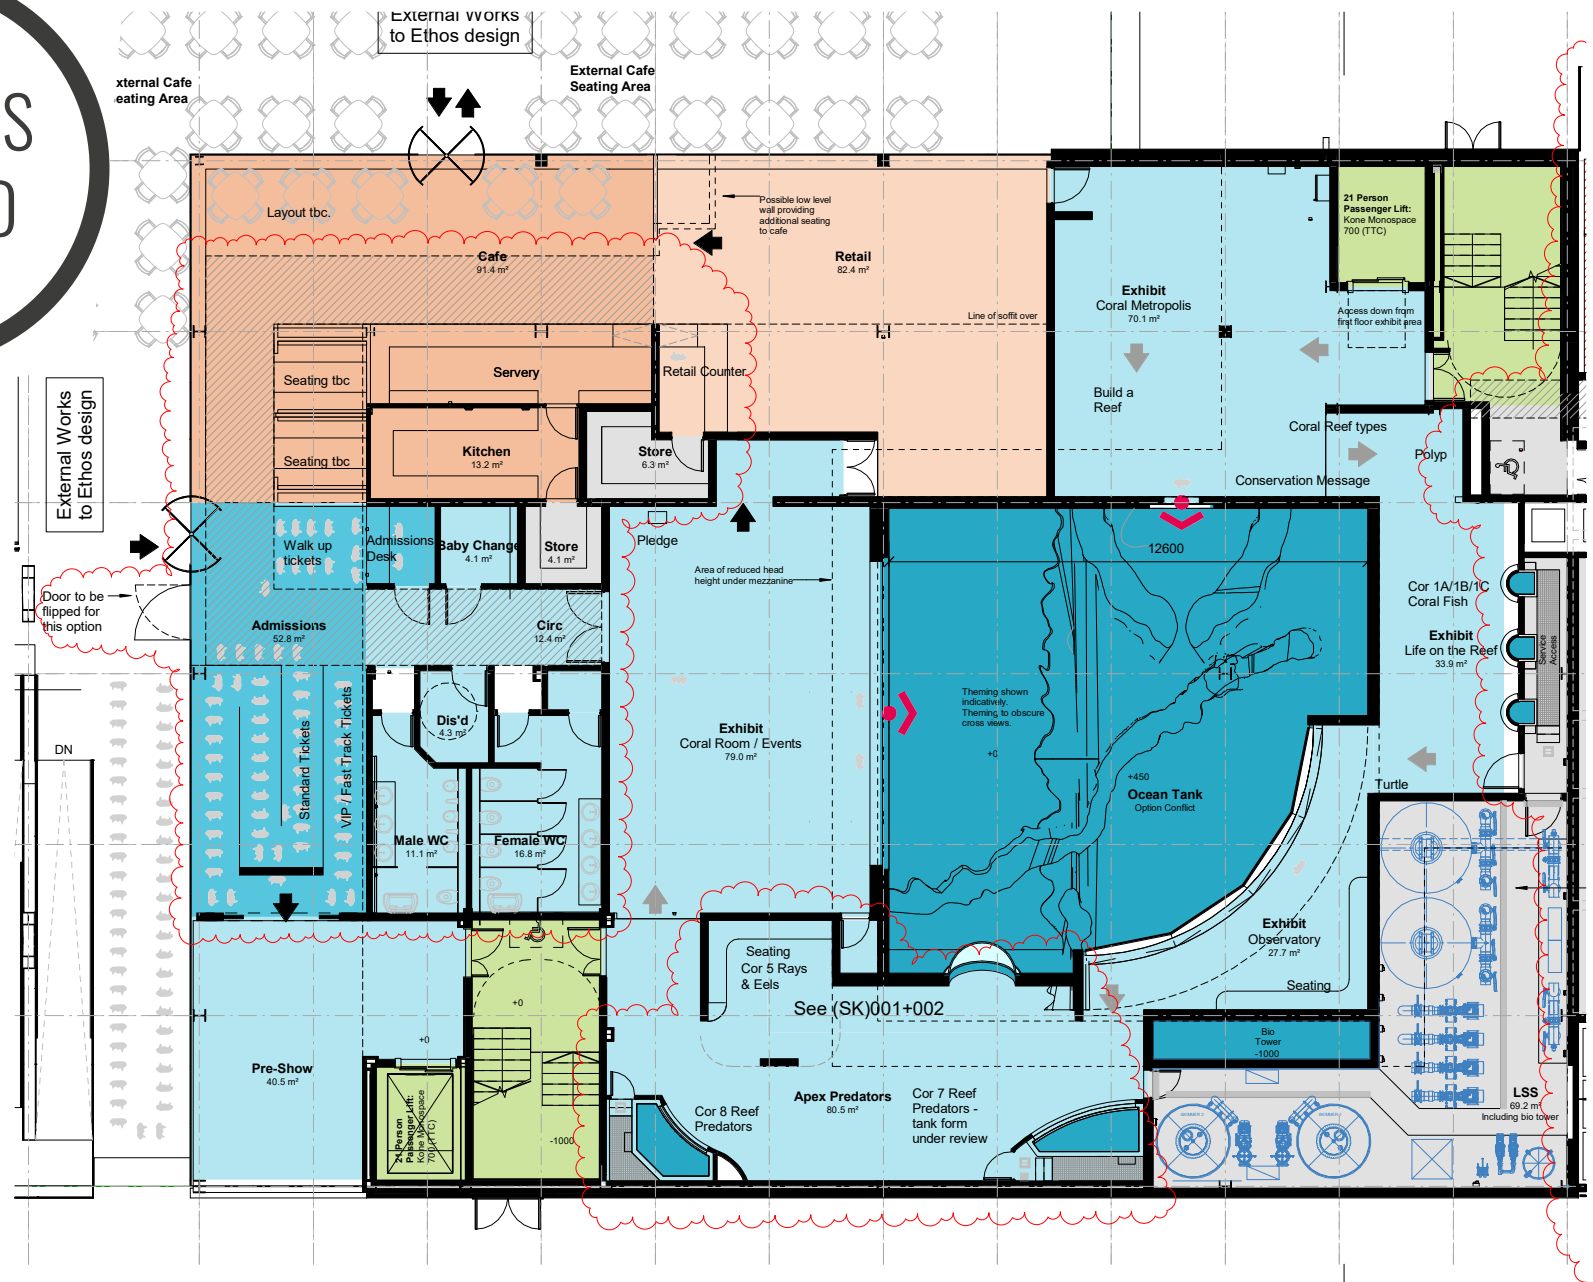 External Works
to Ethos design
xternal Cafe
eating Area
External Cafe
Seating Area
S
Layout tbc.
Cafe
91.4 m²
Possible low level
wall providing
additional seating
to cafe
Retail
82.4 m²
Line of soffit over
Exhibit
Coral Metropolis
70.1 m²
21 Person
Passenger Lift:
Kone Monospace
700 (TTC)
Access down from
first floor exhibit area
Build a
Reef
Coral Reef types
Polyp
Conservation Message
External Works
to Ethos design
Seating tbc
Seating tbc
Servery
Retail Counter
Kitchen
13.2 m²
Store
6.3 m²
Walk up
tickets
Admissions
Desk
Baby Change
4.1 m²
Store
4.1 m²
Pledge
Area of reduced head
height under mezzanine
12600
Door to be
flipped for
this option
Admissions
52.8 m²
Circ
12.4 m²
Cor 1A/1B/1C
Coral Fish
Exhibit
Life on the Reef
33.9 m²
Service
Access
Standard Tickets
VIP / Fast Track Tickets
Dis'd
4.3 m²
Exhibit
Coral Room / Events
79.0 m²
Theming shown
indicatively.
Theming to obscure
cross views.
+0
+450
Ocean Tank
Option Conflict
Turtle
DN
Male WC
11.1 m²
Female WC
16.8 m²
Exhibit
Observatory
27.7 m²
Seating
Seating
Cor 5 Rays
& Eels
See (SK)001+002
+0
+0
Bio
Tower
-1000
Pre-Show
40.5 m²
21 Person
Passenger Lift:
Kone Monospace
700 (TTC)
-1000
Cor 8 Reef
Predators
Apex Predators
80.5 m²
Cor 7 Reef
Predators -
tank form
under review
LSS
69.2 m²
Including bio tower